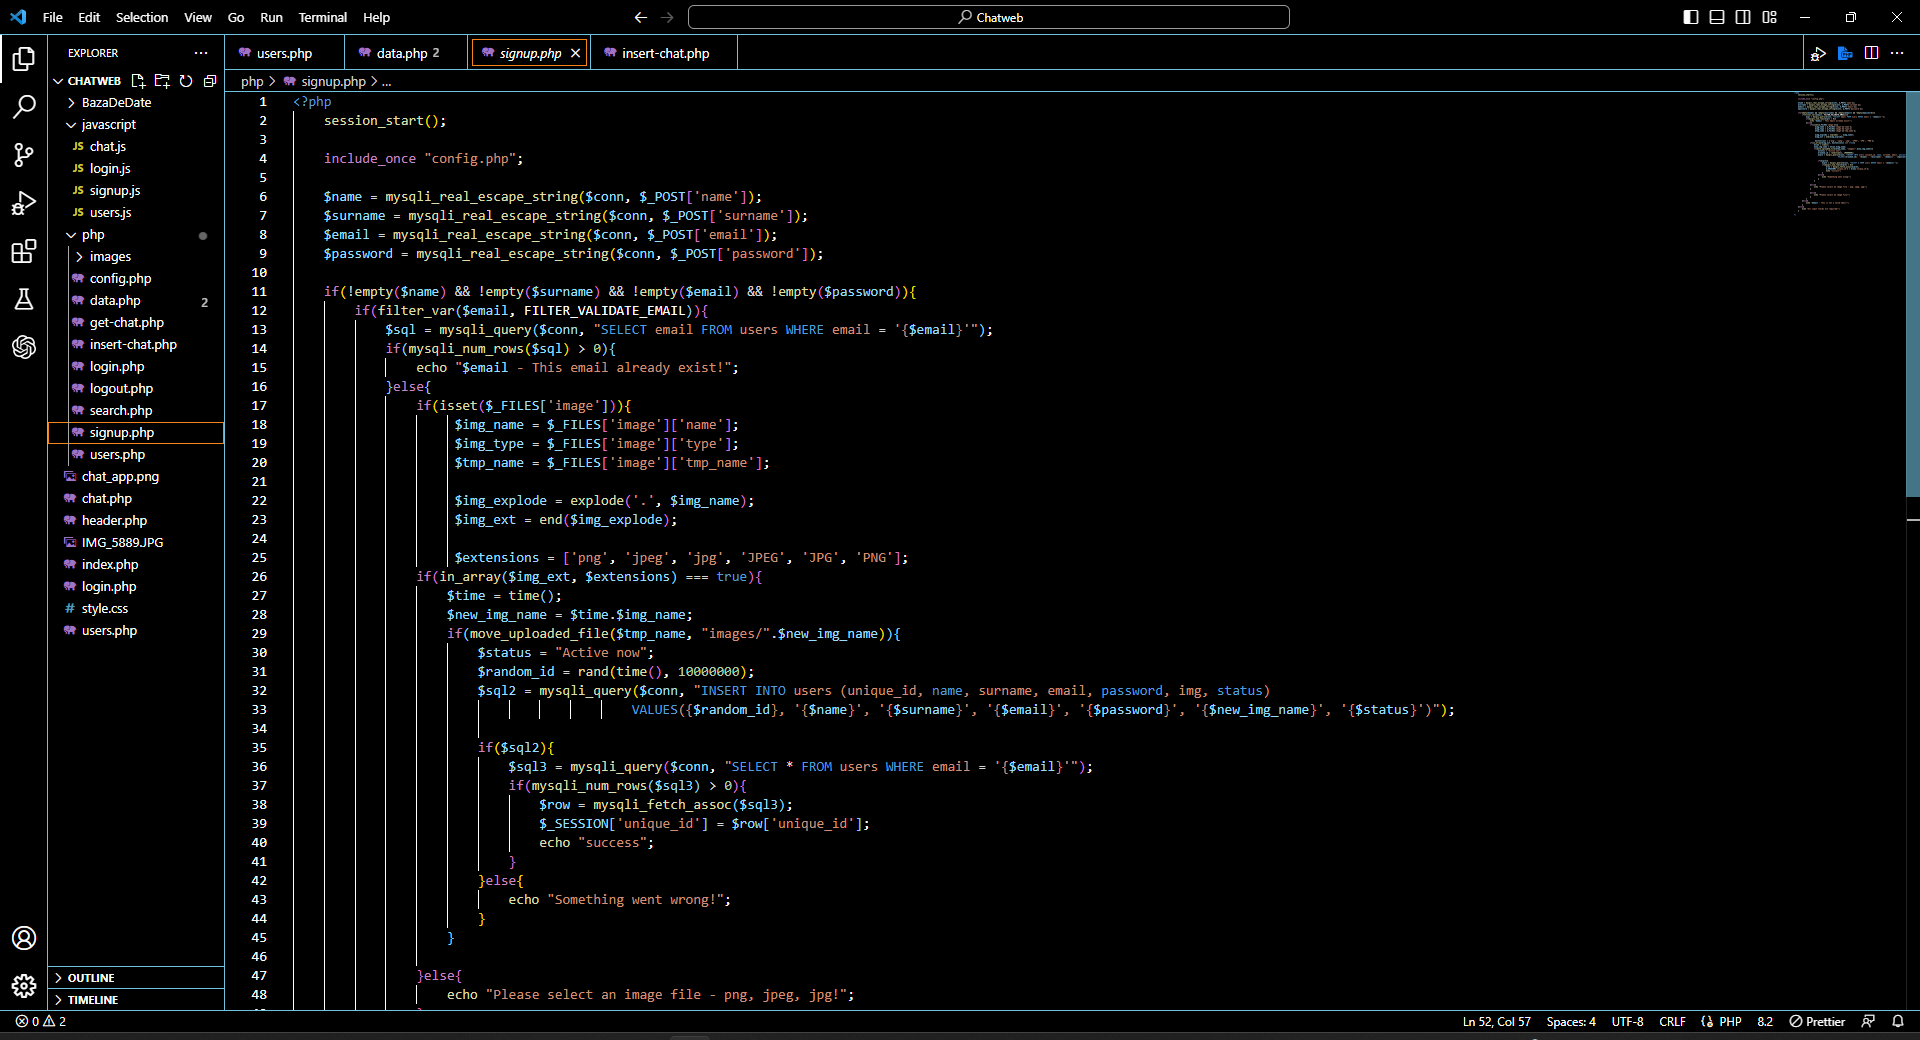 File Edit Selection View Go Run Terminal Help
Chatweb
EXPLORER
CHATWEB
BazaDeDate
javascript
JS chat.js
JS login.js
JS signup.js
JS users.js
php
images
config.php
data.php 2
get-chat.php
insert-chat.php
login.php
logout.php
search.php
signup.php
users.php
chat_app.png
chat.php
header.php
IMG_5889.JPG
index.php
login.php
# style.css
users.php
OUTLINE
TIMELINE
users.php data.php 2 signup.php insert-chat.php
php > signup.php > ...
1 <?php
2 session_start();
3
4 include_once "config.php";
5
6 $name = mysqli_real_escape_string($conn, $_POST['name']);
7 $surname = mysqli_real_escape_string($conn, $_POST['surname']);
8 $email = mysqli_real_escape_string($conn, $_POST['email']);
9 $password = mysqli_real_escape_string($conn, $_POST['password']);
10
11 if(!empty($name) && !empty($surname) && !empty($email) && !empty($password)){
12 if(filter_var($email, FILTER_VALIDATE_EMAIL)){
13 $sql = mysqli_query($conn, "SELECT email FROM users WHERE email = '{$email}'");
14 if(mysqli_num_rows($sql) > 0){
15 echo "$email - This email already exist!";
16 }else{
17 if(isset($_FILES['image'])){
18 $img_name = $_FILES['image']['name'];
19 $img_type = $_FILES['image']['type'];
20 $tmp_name = $_FILES['image']['tmp_name'];
21
22 $img_explode = explode('.', $img_name);
23 $img_ext = end($img_explode);
24
25 $extensions = ['png', 'jpeg', 'jpg', 'JPEG', 'JPG', 'PNG'];
26 if(in_array($img_ext, $extensions) === true){
27 $time = time();
28 $new_img_name = $time.$img_name;
29 if(move_uploaded_file($tmp_name, "images/".$new_img_name)){
30 $status = "Active now";
31 $random_id = rand(time(), 10000000);
32 $sql2 = mysqli_query($conn, "INSERT INTO users (unique_id, name, surname, email, password, img, status)
33 VALUES({$random_id}, '{$name}', '{$surname}', '{$email}', '{$password}', '{$new_img_name}', '{$status}')");
34
35 if($sql2){
36 $sql3 = mysqli_query($conn, "SELECT * FROM users WHERE email = '{$email}'");
37 if(mysqli_num_rows($sql3) > 0){
38 $row = mysqli_fetch_assoc($sql3);
39 $_SESSION['unique_id'] = $row['unique_id'];
40 echo "success";
41 }
42 }else{
43 echo "Something went wrong!";
44 }
45 }
46
47 }else{
48 echo "Please select an image file - png, jpeg, jpg!";
0 2
Ln 52, Col 57 Spaces: 4 UTF-8 CRLF PHP 8.2 Prettier